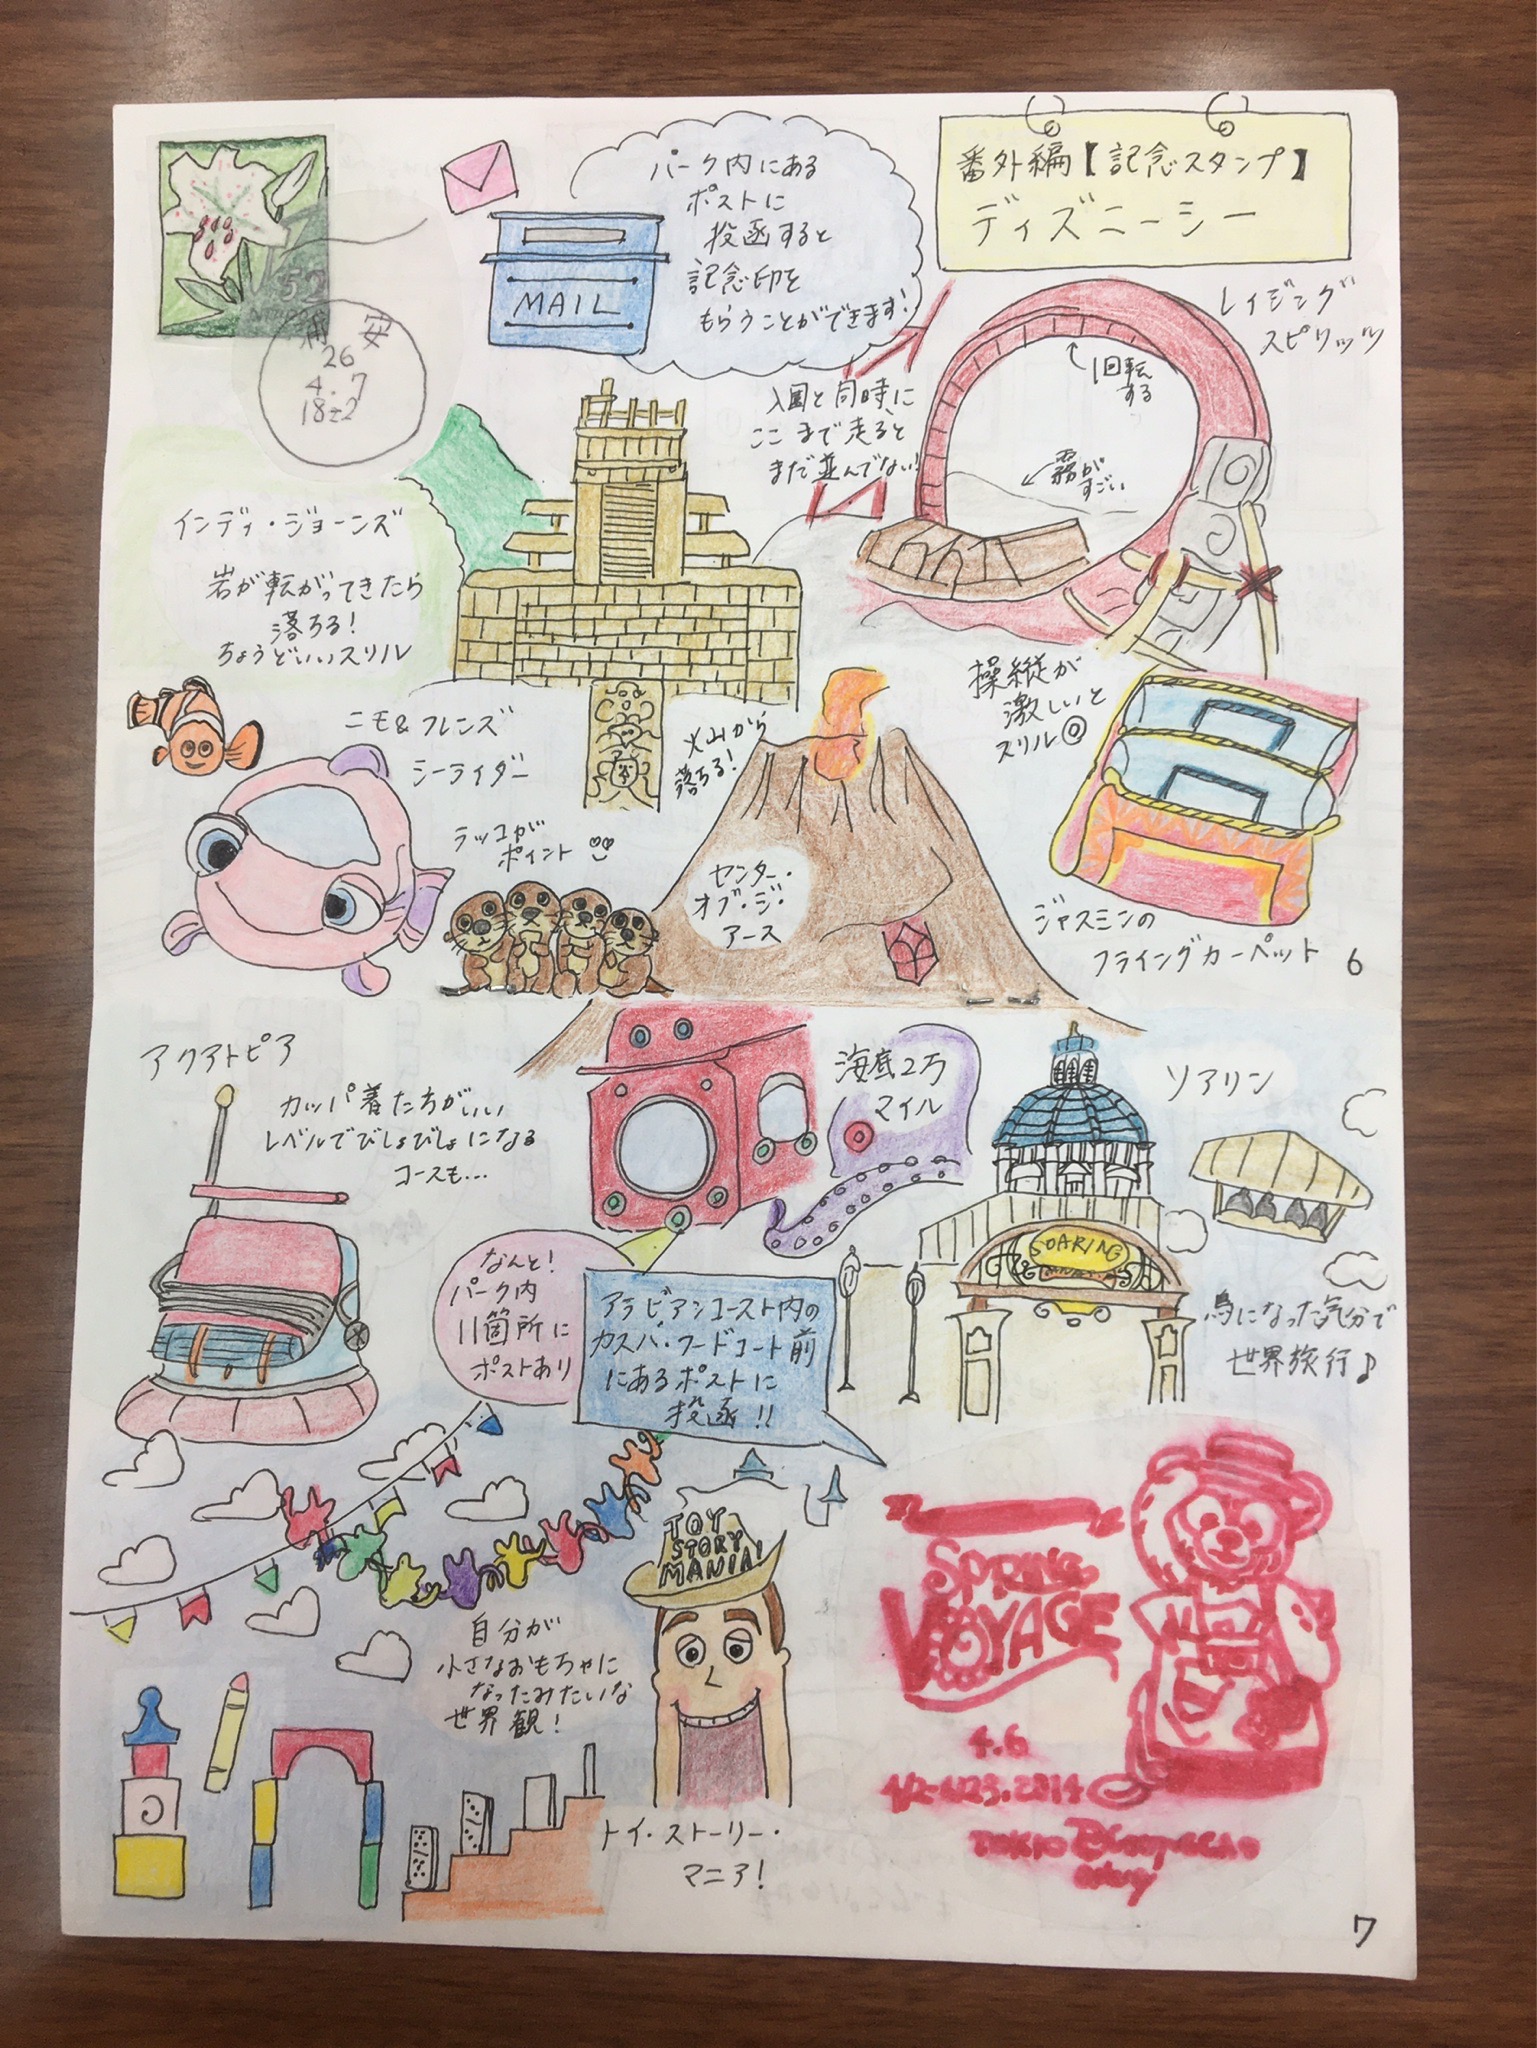 番外編【記念スタンプ】
ディズニーシー
パーク内にある
ポストに
投函すると
記念印を
もらうことができます!
MAIL
52
浦安
26
4.7
18-
レイジング
スピリッツ
1回転
する
霧が
すごい
入園と同時に
ここまで走ると
まだ並んでない!
インディ・ジョーンズ
岩が転がってきたら
落ちる!
ちょうどいいスリル
ニモ&フレンズ
シーライダー
ラッコが
ポイント
火山から
落ちる!
センター・
オブ・ジ・
アース
操縦が
激しいと
スリル◎
ジャスミンの
フライングカーペット
6
アクアトピア
カッパ着たちがいい
レベルでびしょびしょになる
コースも...
海底2万
マイル
ソアリン
SOARING
鳥になった気分で
世界旅行♪
なんと!
パーク内
11箇所に
ポストあり
アラビアンコースト内の
カスバ・フードコート前
にあるポストに
投函!!
TOY
STORY
MANIA!
自分が
小さなおもちゃに
なったみたいな
世界観!
トイ・ストーリー・
マニア!
SPRING
VOYAGE
4.6
TOKYO
7